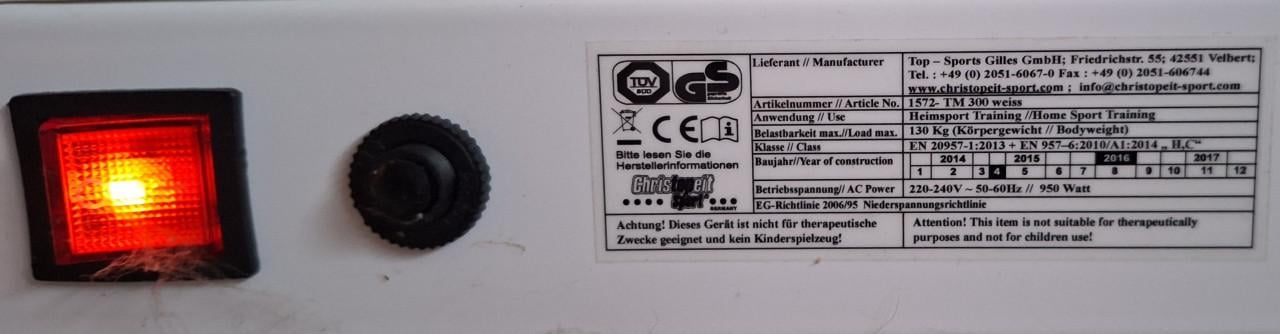 TÜV
SÜD
GS
CE
i
Bitte lesen Sie die
Herstellerinformationen
Christopeit
Sport
GERMANY
Lieferant // Manufacturer
Top – Sports Gilles GmbH; Friedrichstr. 55; 42551 Velbert;
Tel. : +49 (0) 2051-6067-0 Fax : +49 (0) 2051-606744
www.christopeit-sport.com ; info@christopeit-sport.com
Artikelnummer // Article No. 1572- TM 300 weiss
Anwendung // Use Heimsport Training //Home Sport Training
Belastbarkeit max.//Load max. 130 Kg (Körpergewicht // Bodyweight)
Klasse // Class EN 20957-1:2013 + EN 957–6:2010/A1:2014 „ H,C“
Baujahr//Year of construction 2014 2015 2016 2017
1 2 3 4 5 6 7 8 9 10 11 12
Betriebsspannung// AC Power 220-240V ~ 50-60Hz // 950 Watt
EG-Richtlinie 2006/95 Niederspannungsrichtlinie
Achtung! Dieses Gerät ist nicht für therapeutische
Zwecke geeignet und kein Kinderspielzeug!
Attention! This item is not suitable for therapeutically
purposes and not for children use!